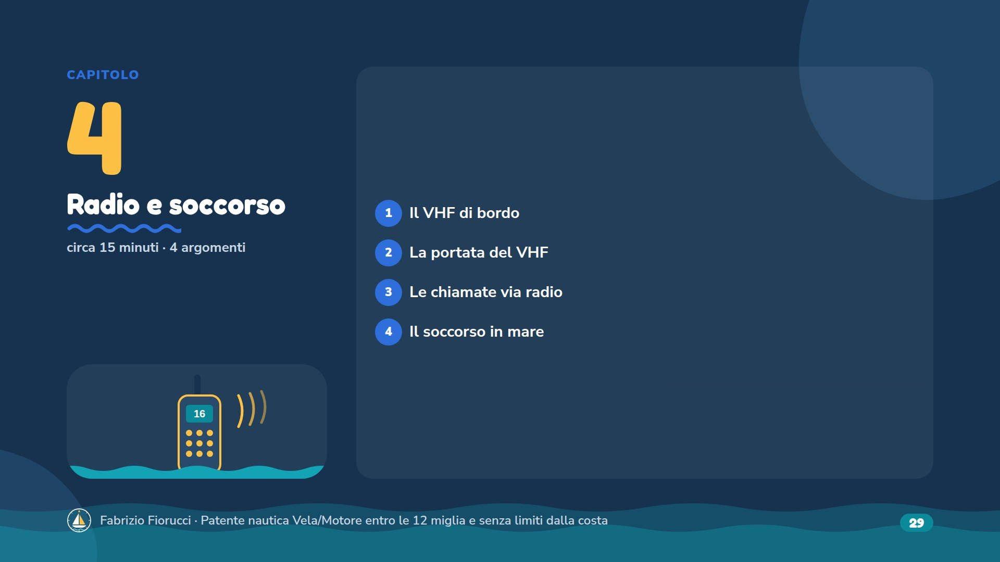 CAPITOLO
4
Radio e soccorso
circa 15 minuti · 4 argomenti
1 Il VHF di bordo
2 La portata del VHF
3 Le chiamate via radio
4 Il soccorso in mare
16
Fabrizio Fiorucci · Patente nautica Vela/Motore entro le 12 miglia e senza limiti dalla costa
29